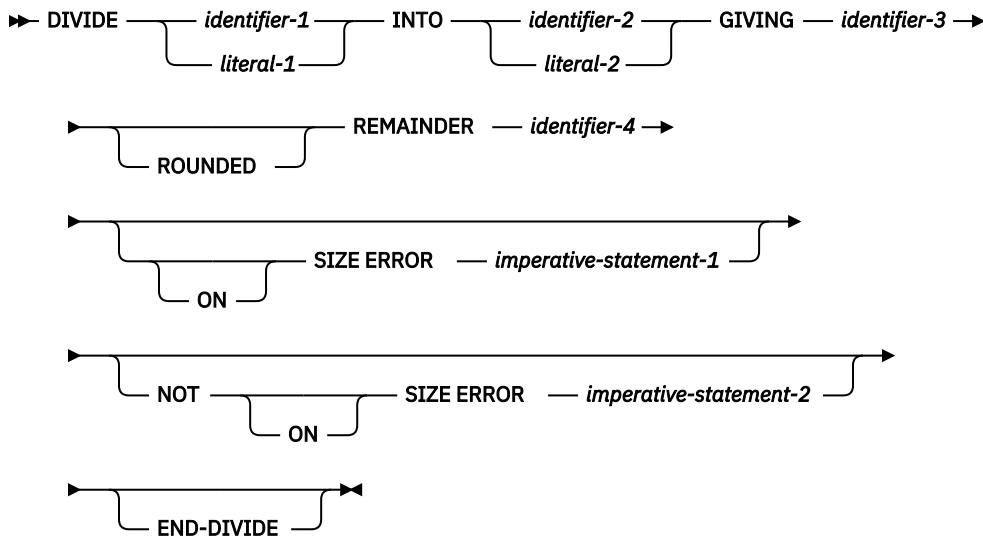 DIVIDE identifier-1 INTO identifier-2 GIVING identifier-3
literal-1 literal-2
REMAINDER identifier-4
ROUNDED
SIZE ERROR imperative-statement-1
ON
NOT SIZE ERROR imperative-statement-2
ON
END-DIVIDE